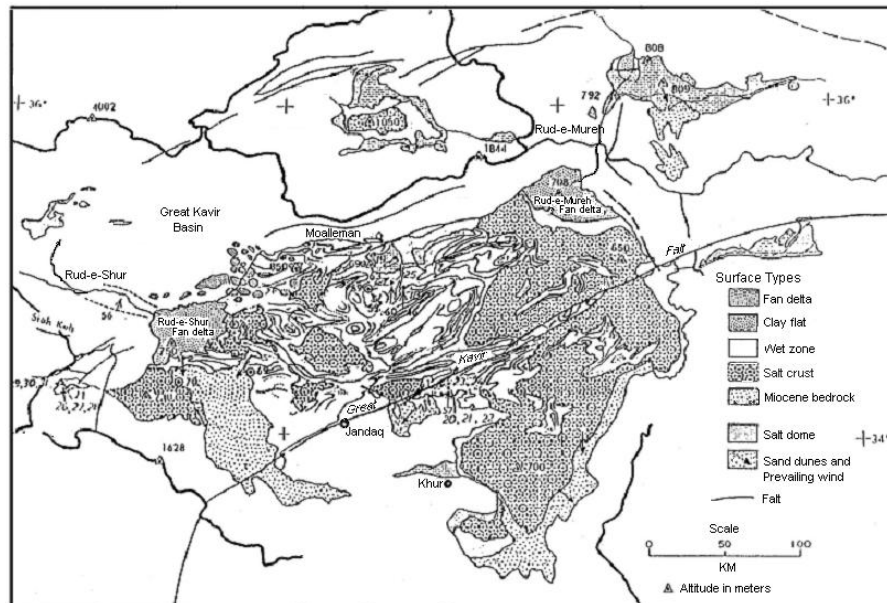 808
36°
4002
792
809
36°
1050
Rud-e-Mureh
1844
708
Rud-e-Mureh
Fan delta
Great Kavir
Basin
Moalleman
650
Falt
Rud-e-Shur
Surface Types
Fan delta
Rud-e-Shur
Fan delta
56
Siah Kuh
Clay flat
Wet zone
Kavir
Salt crust
Great
Miocene bedrock
Jandaq
20, 21, 22
1628
Salt dome
34°
700
Sand dunes and
Prevailing wind
Khur
Falt
Scale
0 50 100
KM
Altitude in meters